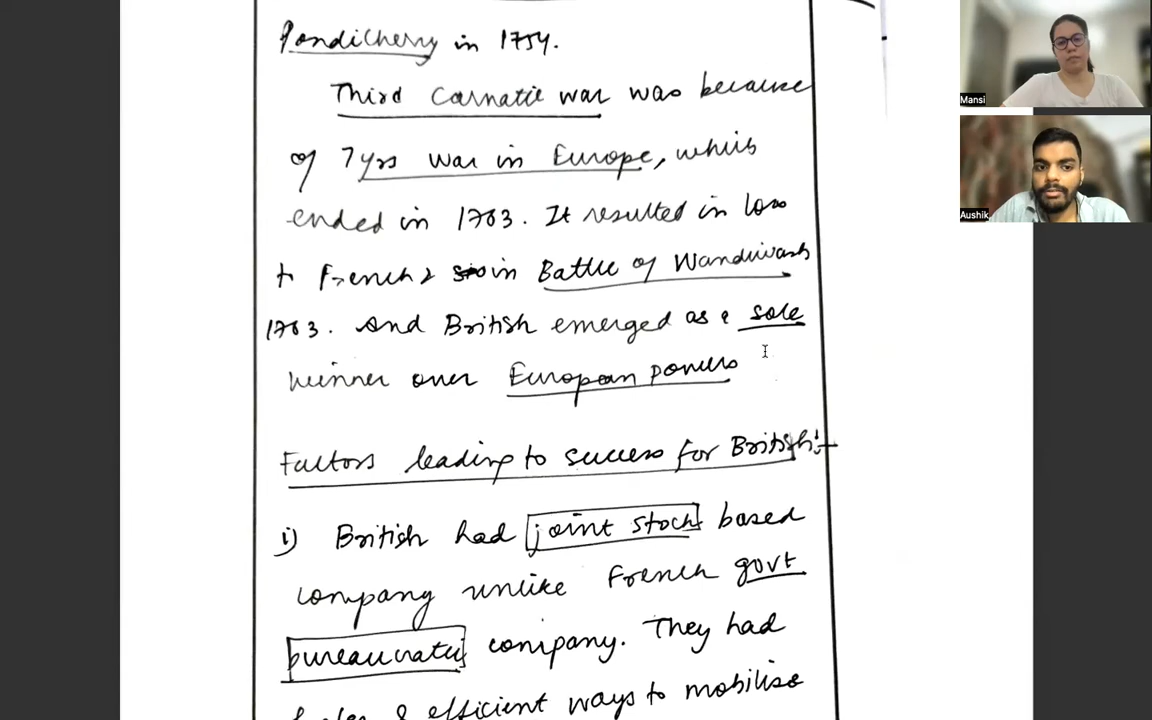 Pondicherry in 1754.
Third Carnatic war was because
of 7yrs war in Europe, which
ended in 1763. It resulted in loss
to French in Battle of Wandiwash
1763. And British emerged as a sole
winner over European powers
Factors leading to success for British:-
i) British had joint stock based
company unlike French govt
bureaucratic company. They had
& efficient ways to mobilise
Mansi
Aushik